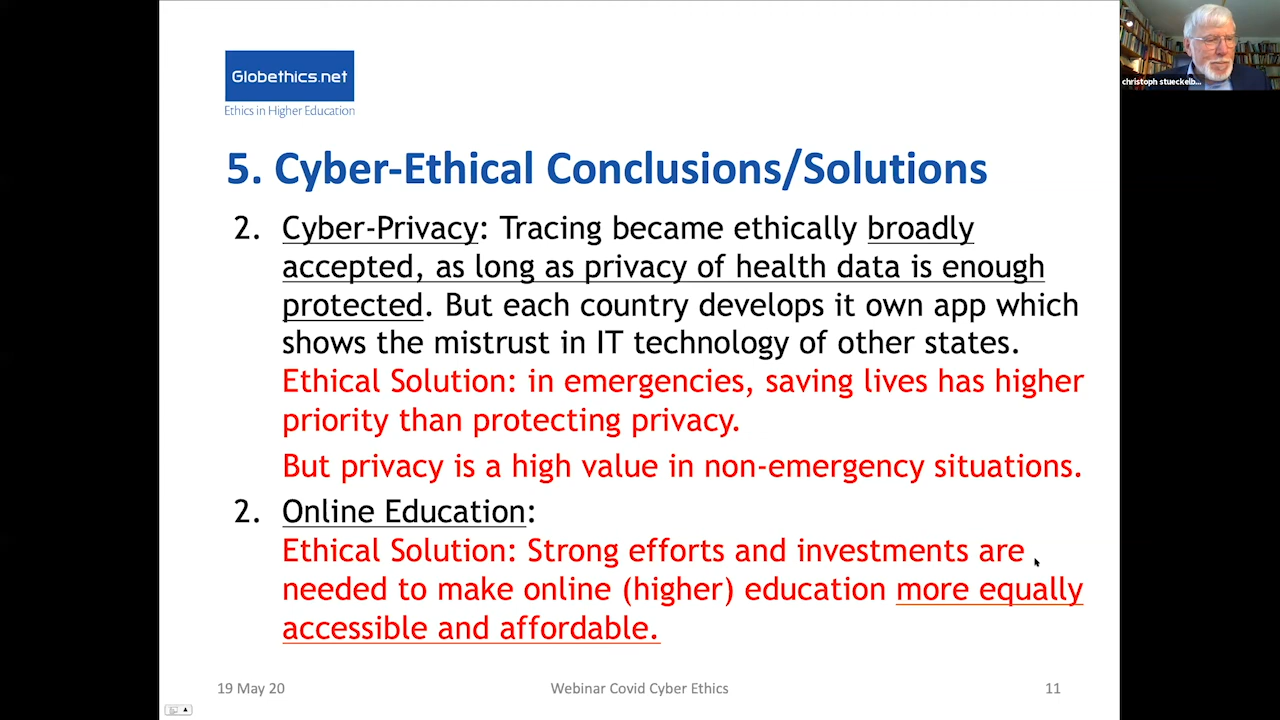 Globethics.net
Ethics in Higher Education
christoph stueckelb...
5. Cyber-Ethical Conclusions/Solutions
2. Cyber-Privacy: Tracing became ethically broadly
accepted, as long as privacy of health data is enough
protected. But each country develops it own app which
shows the mistrust in IT technology of other states.
Ethical Solution: in emergencies, saving lives has higher
priority than protecting privacy.
But privacy is a high value in non-emergency situations.
2. Online Education:
Ethical Solution: Strong efforts and investments are
needed to make online (higher) education more equally
accessible and affordable.
19 May 20
Webinar Covid Cyber Ethics
11